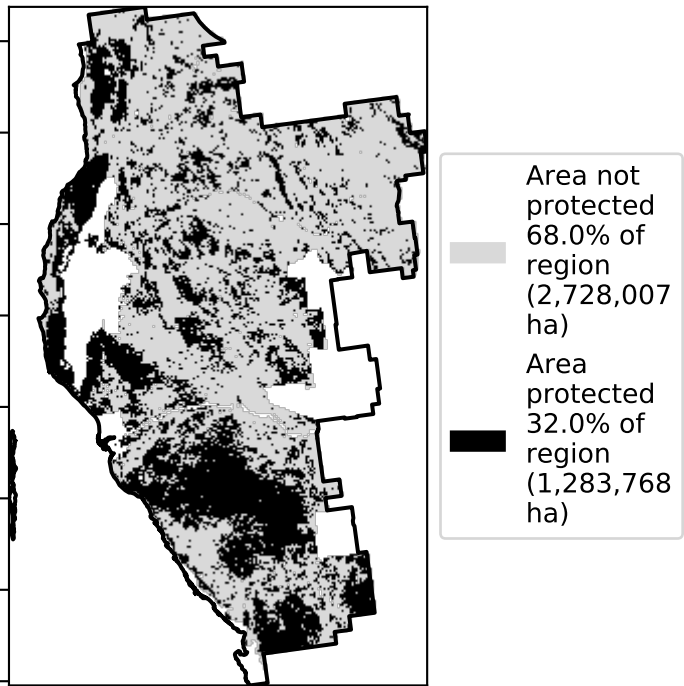 Area not
protected
68.0% of
region
(2,728,007
ha)
Area
protected
32.0% of
region
(1,283,768
ha)